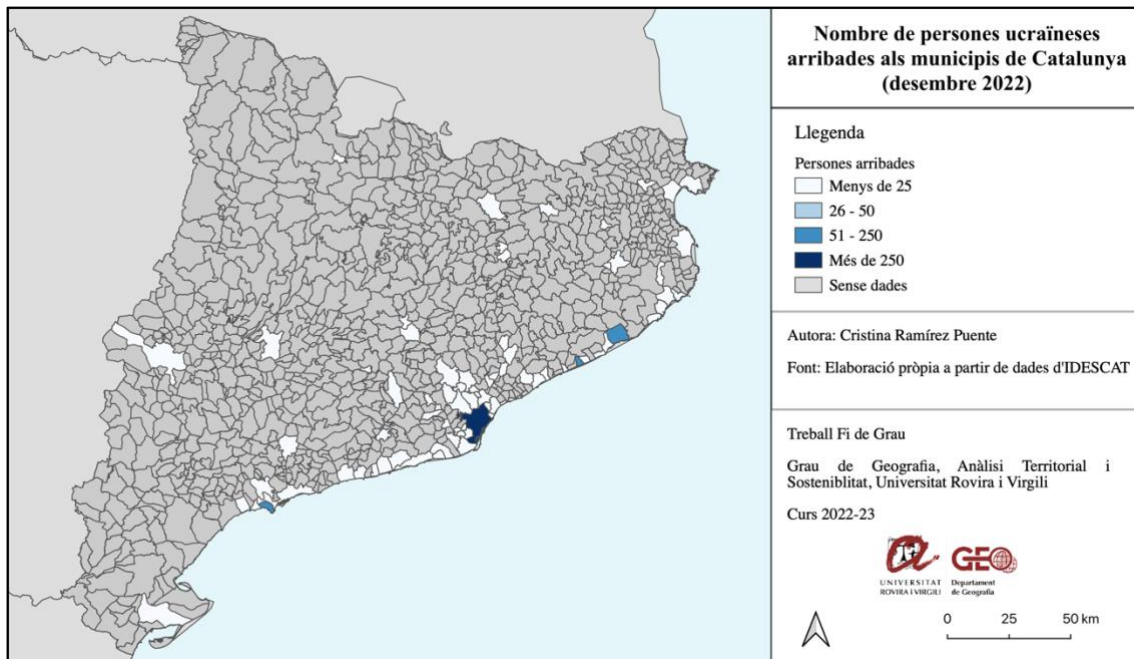 Nombre de persones ucraïneses
arribades als municipis de Catalunya
(desembre 2022)
Llegenda
Persones arribades
Menys de 25
26 - 50
51 - 250
Més de 250
Sense dades
Autora: Cristina Ramírez Puente
Font: Elaboració pròpia a partir de dades d'IDESCAT
Treball Fi de Grau
Grau de Geografia, Anàlisi Territorial i
Sosteniblitat, Universitat Rovira i Virgili
Curs 2022-23
GEO
UNIVERSITAT
ROVIRA I VIRGILI
Departament
de Geografia
0 25 50 km